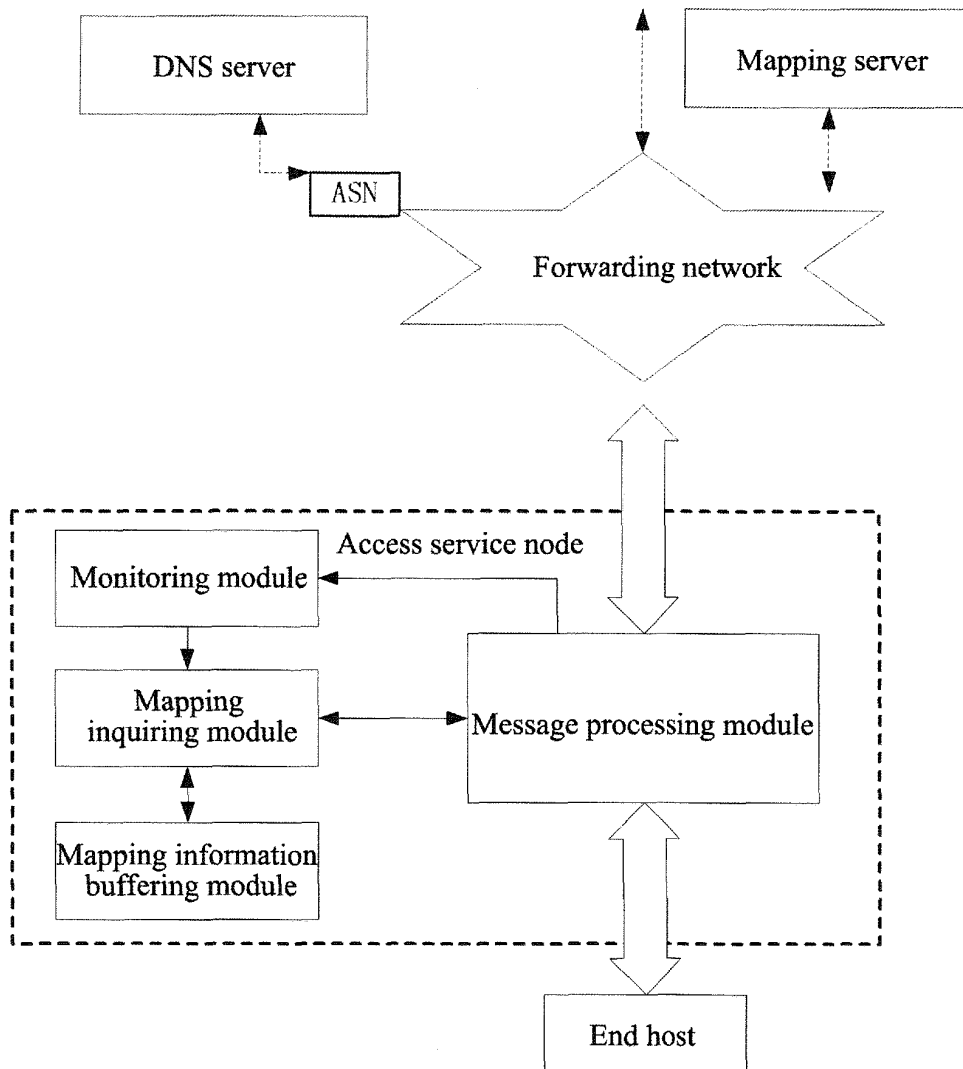 DNS server
Mapping server
ASN
Forwarding network
Access service node
Monitoring module
Mapping
inquiring module
Message processing module
Mapping information
buffering module
End host